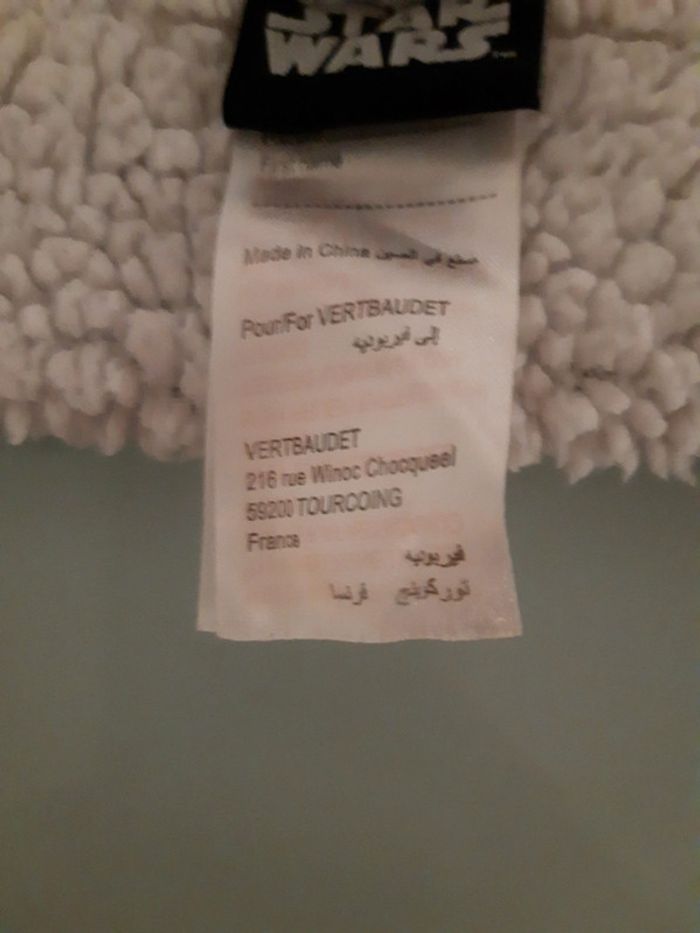 STAR
WARS
Made in China صنع في الصين
Pour/For VERTBAUDET
إلى فيربوديه
VERTBAUDET
216 rue Winoc Chocqueel
59200 TOURCOING
France
فيربوديه
توركوينج فرنسا